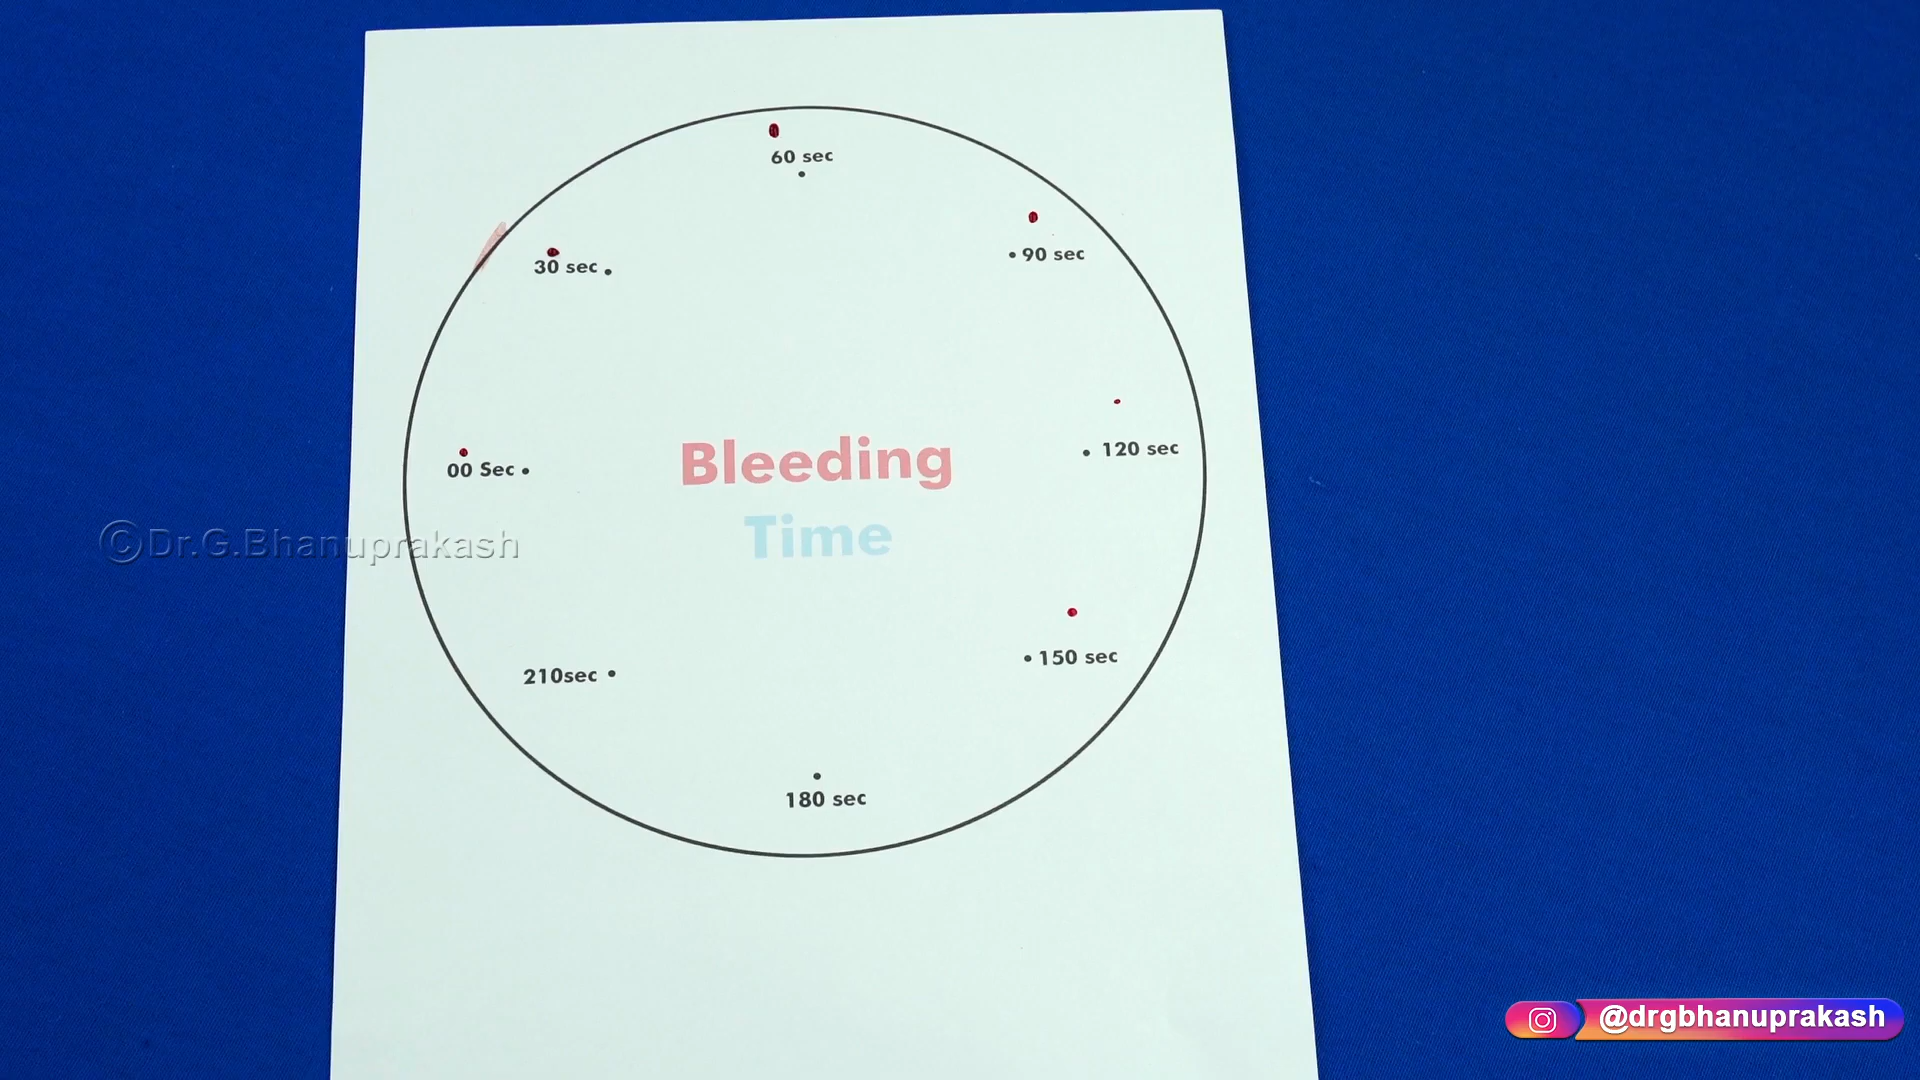 60 sec
90 sec
30 sec
120 sec
00 Sec
Bleeding
Time
©Dr.G.Bhanuprakash
150 sec
210sec
180 sec
@drgbhanuprakash